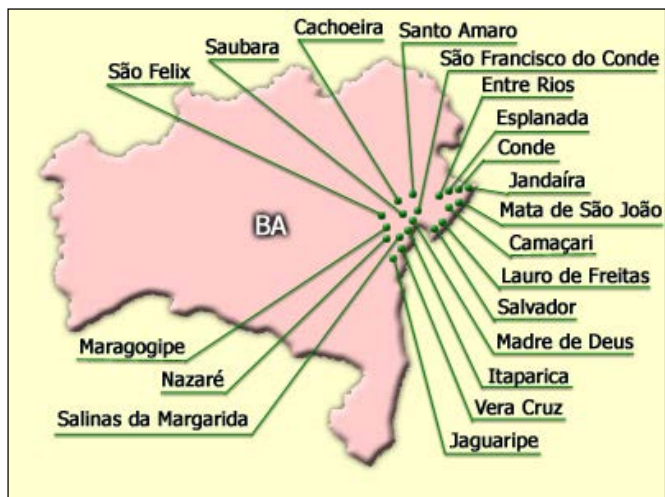 Cachoeira
Santo Amaro
Saubara
São Francisco do Conde
São Felix
Entre Rios
Esplanada
Conde
Jandaíra
Mata de São João
BA
Camaçari
Lauro de Freitas
Salvador
Madre de Deus
Maragogipe
Nazaré
Itaparica
Salinas da Margarida
Vera Cruz
Jaguaripe